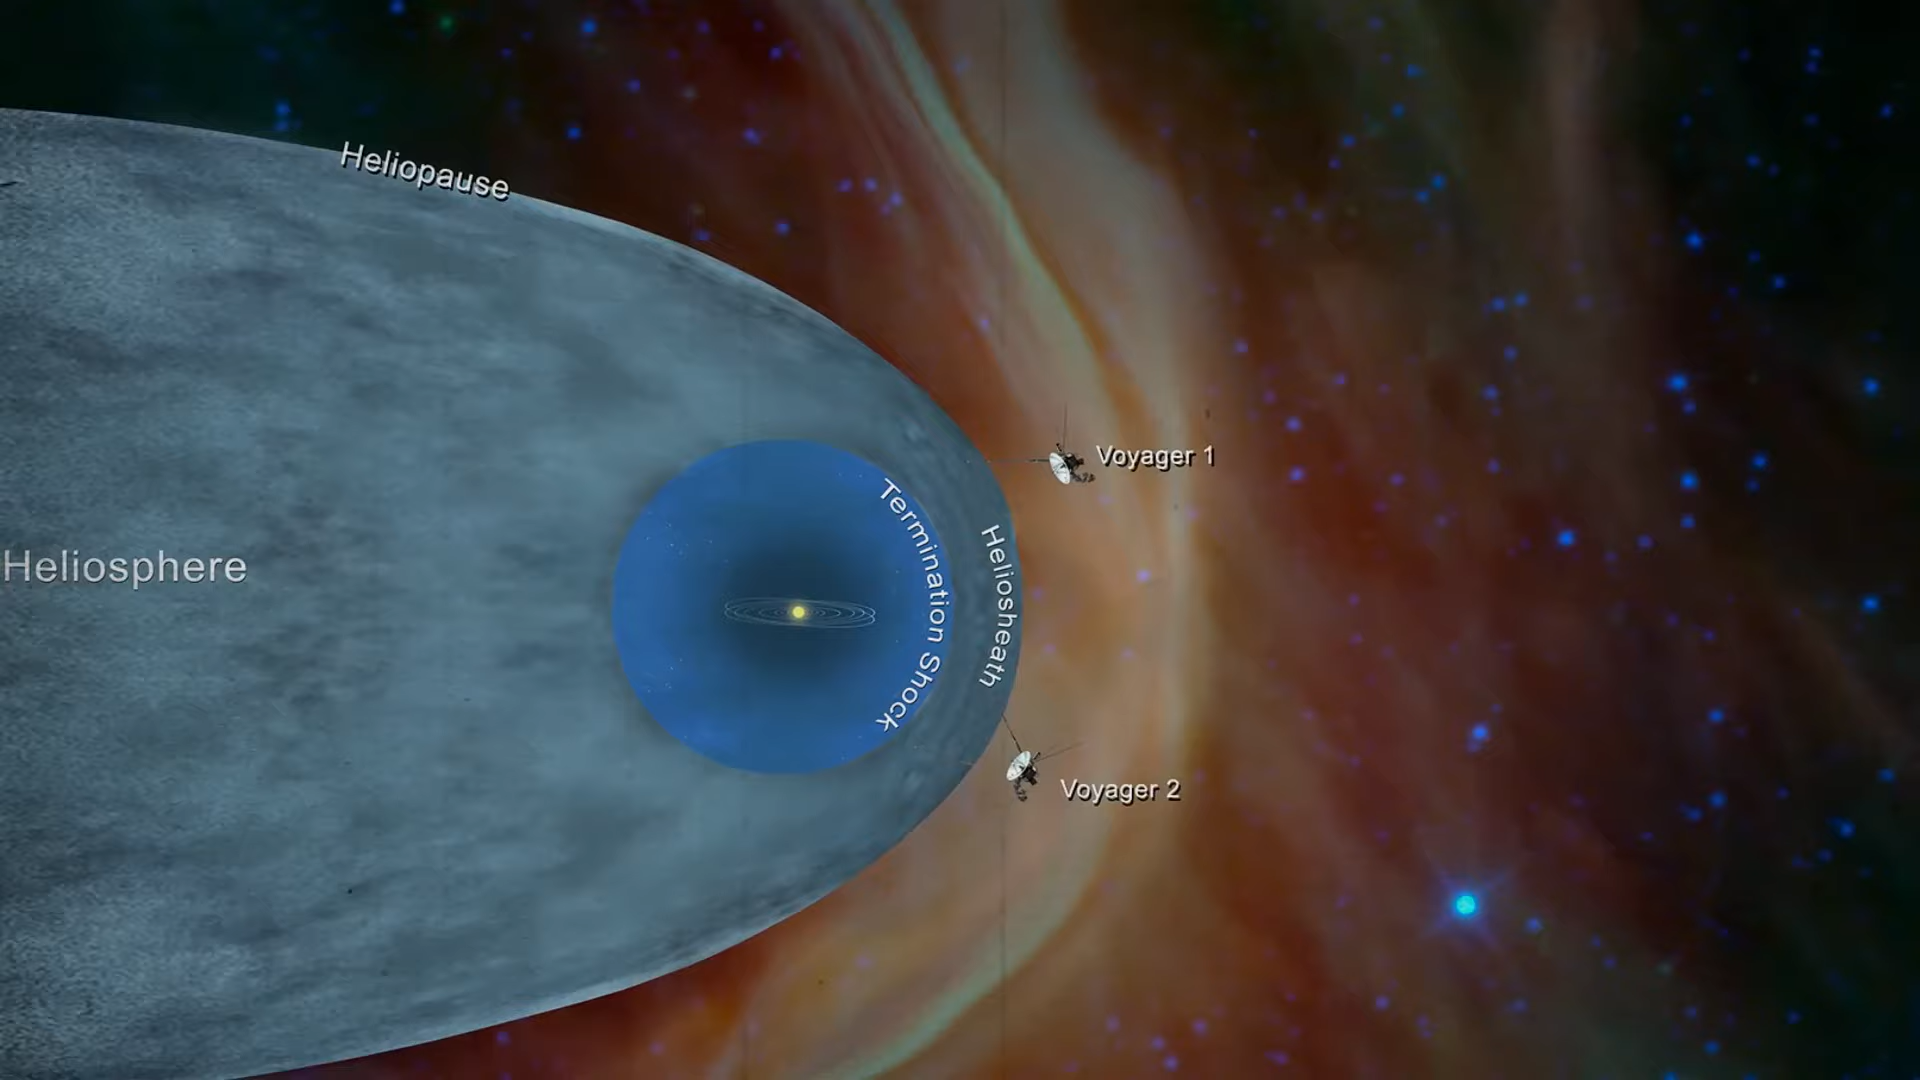 Heliopause
Voyager 1
Termination Shock
Heliosheath
Heliosphere
Voyager 2